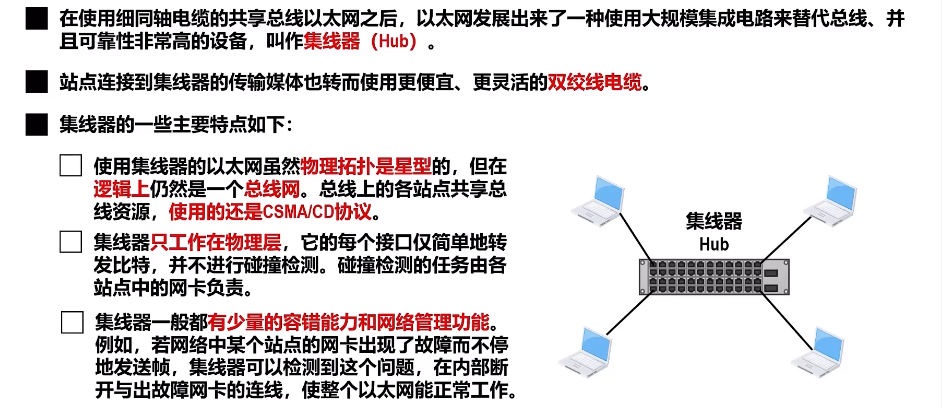 在使用细同轴电缆的共享总线以太网之后，以太网发展出来了一种使用大规模集成电路来替代总线、并
且可靠性非常高的设备，叫作集线器（Hub）。
站点连接到集线器的传输媒体也转而使用更便宜、更灵活的双绞线电缆。
集线器的一些主要特点如下：
使用集线器的以太网虽然物理拓扑是星型的，但在
逻辑上仍然是一个总线网。总线上的各站点共享总
线资源，使用的还是CSMA/CD协议。
集线器只工作在物理层，它的每个接口仅简单地转
发比特，并不进行碰撞检测。碰撞检测的任务由各
站点中的网卡负责。
集线器一般都有少量的容错能力和网络管理功能。
例如，若网络中某个站点的网卡出现了故障而不停
地发送帧，集线器可以检测到这个问题，在内部断
开与出故障网卡的连线，使整个以太网能正常工作。
集线器
Hub